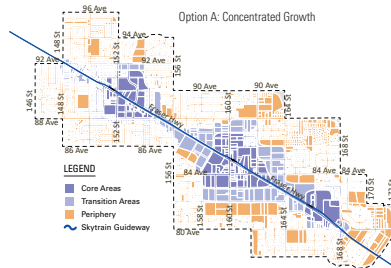 Option A: Concentrated Growth
96 Ave
94 Ave
148 St
152 St
92 Ave
92 Ave
156 St
90 Ave
90 Ave
146 St
148 St
152 St
Fraser Hwy
160 St
164 St
88 Ave
168 St
86 Ave
86 Ave
156 St
84 Ave
Fraser Hwy
84 Ave
84 Ave
170 St
158 St
160 St
164 St
80 Ave
168 St
LEGEND
Core Areas
Transition Areas
Periphery
Skytrain Guideway